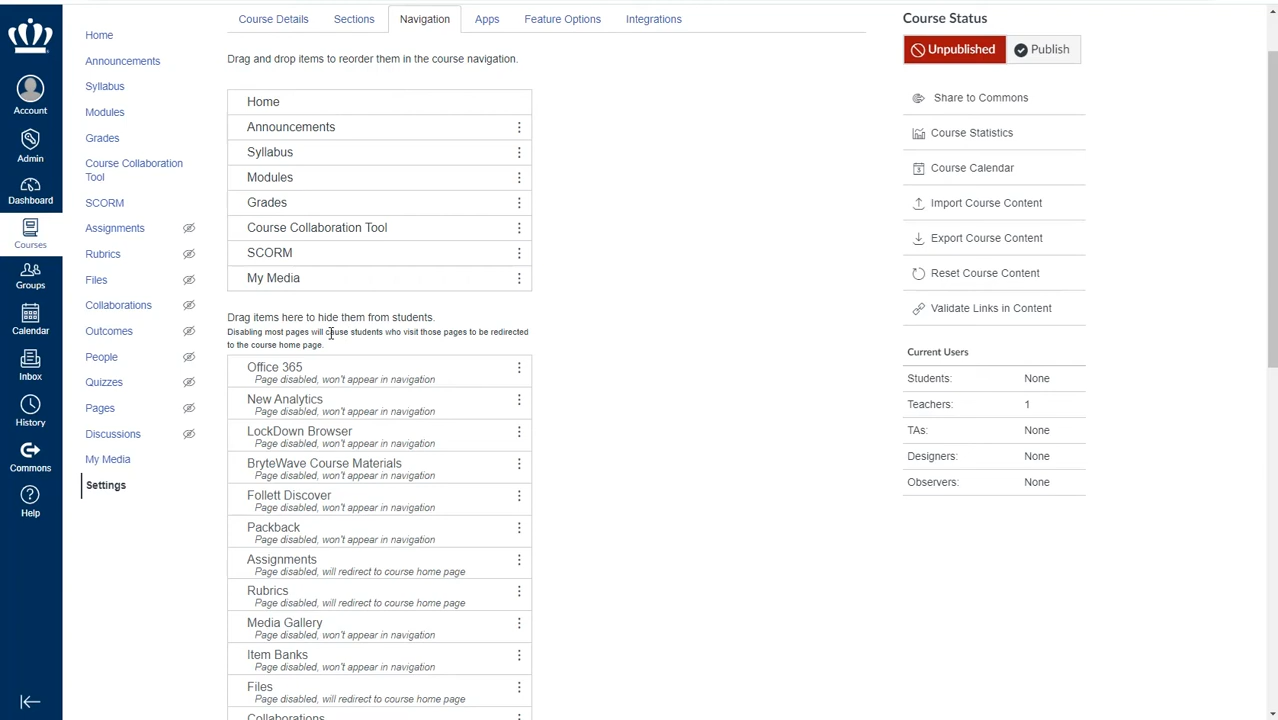 Account
Admin
Dashboard
Courses
Groups
Calendar
Inbox
History
Commons
Help
Home
Announcements
Syllabus
Modules
Grades
Course Collaboration
Tool
SCORM
Assignments
Rubrics
Files
Collaborations
Outcomes
People
Quizzes
Pages
Discussions
My Media
Settings
Course Details
Sections
Navigation
Apps
Feature Options
Integrations
Drag and drop items to reorder them in the course navigation.
Home
Announcements
Syllabus
Modules
Grades
Course Collaboration Tool
SCORM
My Media
Drag items here to hide them from students.
Disabling most pages will cause students who visit those pages to be redirected
to the course home page.
Office 365
Page disabled, won't appear in navigation
New Analytics
Page disabled, won't appear in navigation
LockDown Browser
Page disabled, won't appear in navigation
BryteWave Course Materials
Page disabled, won't appear in navigation
Follett Discover
Page disabled, won't appear in navigation
Packback
Page disabled, won't appear in navigation
Assignments
Page disabled, will redirect to course home page
Rubrics
Page disabled, will redirect to course home page
Media Gallery
Page disabled, won't appear in navigation
Item Banks
Page disabled, won't appear in navigation
Files
Page disabled, will redirect to course home page
Collaborations
Course Status
Unpublished
Publish
Share to Commons
Course Statistics
Course Calendar
Import Course Content
Export Course Content
Reset Course Content
Validate Links in Content
Current Users
Students: None
Teachers: 1
TAs: None
Designers: None
Observers: None